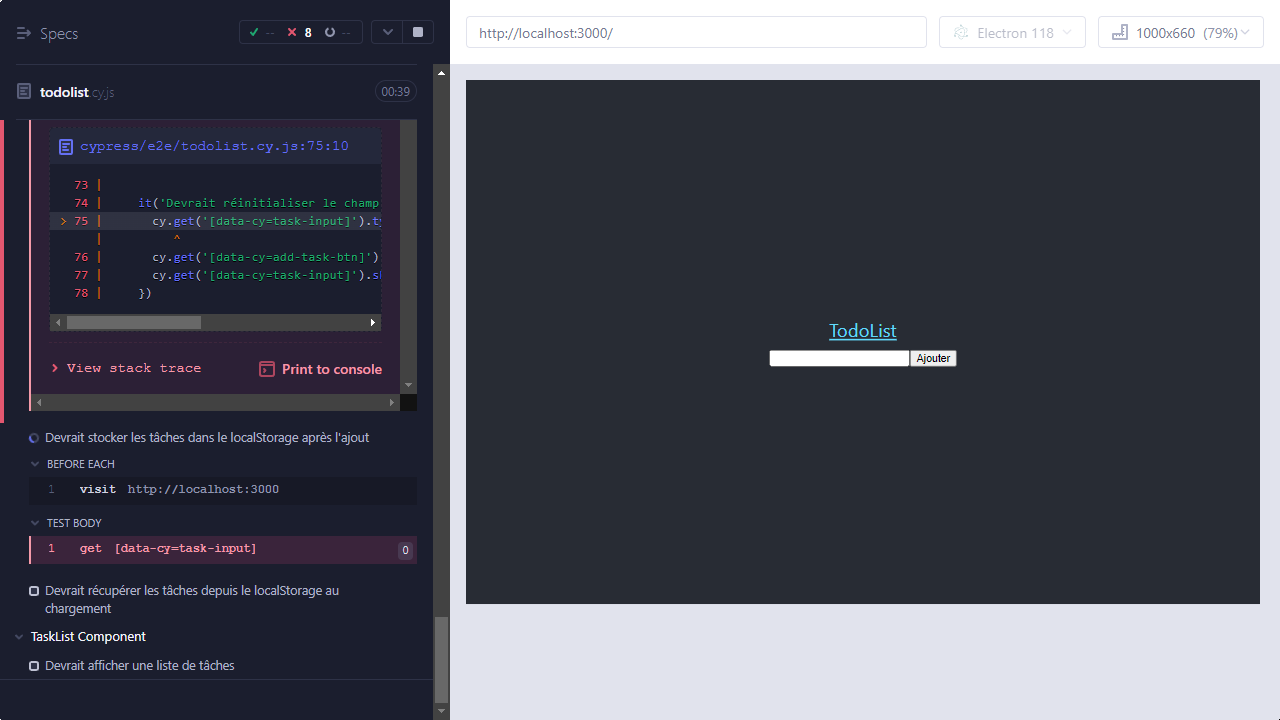 Specs
-- 8 --
todolist.cy.js 00:39
cypress/e2e/todolist.cy.js:75:10
73 |
74 | it('Devrait réinitialiser le champ
> 75 | cy.get('[data-cy=task-input]').ty
| ^
76 | cy.get('[data-cy=add-task-btn]')
77 | cy.get('[data-cy=task-input]').sh
78 | })
View stack trace Print to console
Devrait stocker les tâches dans le localStorage après l'ajout
BEFORE EACH
1 visit http://localhost:3000
TEST BODY
1 get [data-cy=task-input] 0
Devrait récupérer les tâches depuis le localStorage au
chargement
TaskList Component
Devrait afficher une liste de tâches
http://localhost:3000/
Electron 118
1000x660 (79%)
TodoList
Ajouter